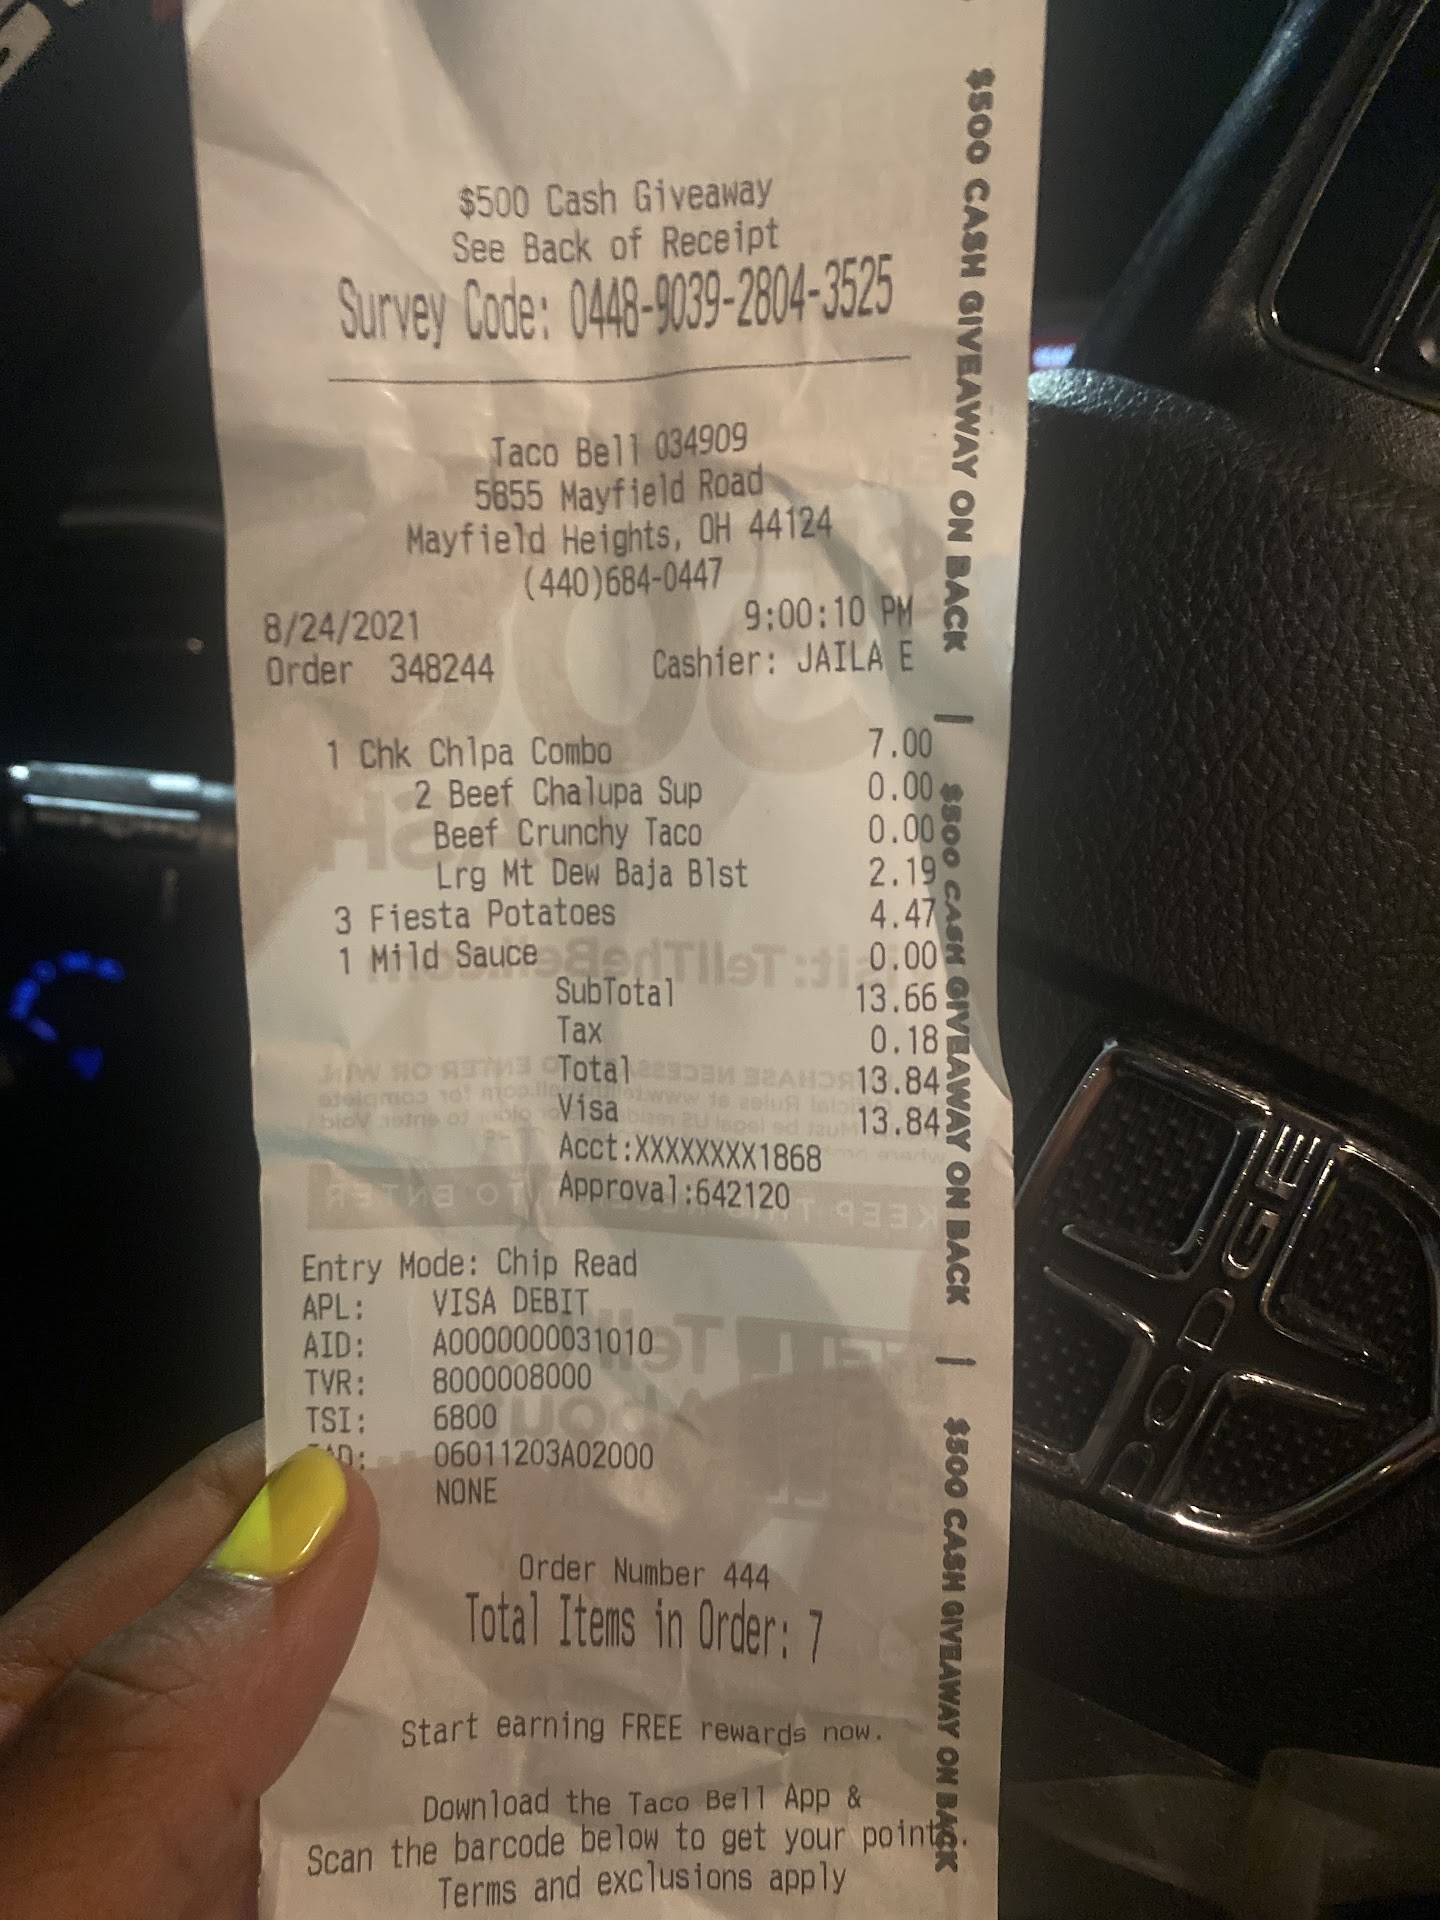 $500 Cash Giveaway
See Back of Receipt
Survey Code: 0448-9039-2804-3525
Taco Bell 034909
5855 Mayfield Road
Mayfield Heights, OH 44124
(440)684-0447
8/24/2021 9:00:10 PM
Order 348244 Cashier: JAILA E
1 Chk Chlpa Combo 7.00
2 Beef Chalupa Sup 0.00
Beef Crunchy Taco 0.00
Lrg Mt Dew Baja Blst 2.19
3 Fiesta Potatoes 4.47
1 Mild Sauce 0.00
SubTotal 13.66
Tax 0.18
Total 13.84
Visa 13.84
Acct:XXXXXXXX1868
Approval:642120
Entry Mode: Chip Read
APL: VISA DEBIT
AID: A0000000031010
TVR: 8000008000
TSI: 6800
06011203A02000
NONE
Order Number 444
Total Items in Order: 7
Start earning FREE rewards now.
Download the Taco Bell App &
Scan the barcode below to get your points.
Terms and exclusions apply
$500 CASH GIVEAWAY ON BACK | $500 CASH GIVEAWAY ON BACK | $500 CASH GIVEAWAY ON BACK
DODGE